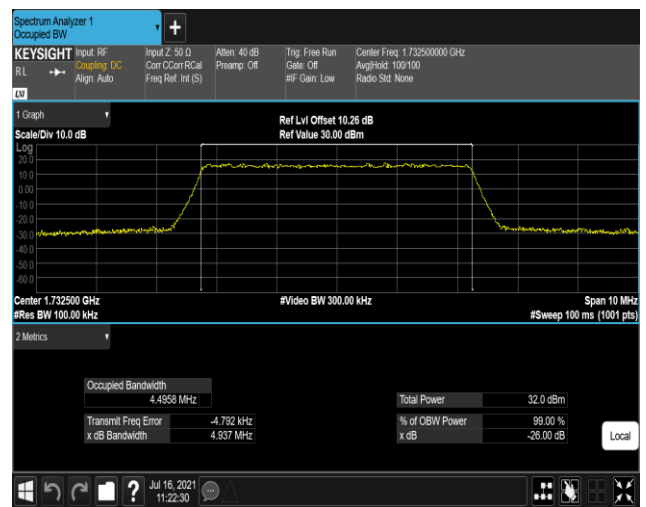 Spectrum Analyzer 1
Occupied BW
+
KEYSIGHT Input: RF Input Z: 50 Ω Atten: 40 dB Trig: Free Run Center Freq: 1.732500000 GHz
RL Coupling: DC Corr CCorr RCal Preamp: Off Gate: Off Avg|Hold: 100/100
Align: Auto Freq Ref: Int (S) #IF Gain: Low Radio Std: None
LXI
1 Graph
Ref Lvl Offset 10.26 dB
Scale/Div 10.0 dB Ref Value 30.00 dBm
Log
20.0
10.0
0.00
-10.0
-20.0
-30.0
-40.0
-50.0
-60.0
Center 1.732500 GHz #Video BW 300.00 kHz Span 10 MHz
#Res BW 100.00 kHz #Sweep 100 ms (1001 pts)
2 Metrics
Occupied Bandwidth
4.4958 MHz Total Power 32.0 dBm
Transmit Freq Error -4.792 kHz % of OBW Power 99.00 %
x dB Bandwidth 4.937 MHz x dB -26.00 dB
Local
? Jul 16, 2021
11:22:30